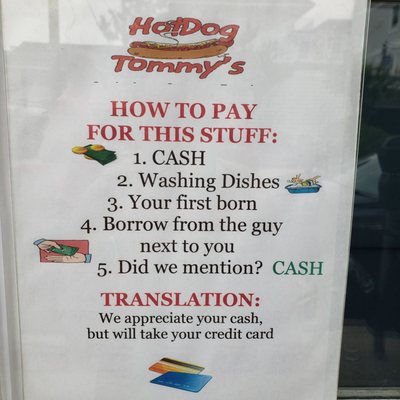 HotDog
Tommy's
HOW TO PAY
FOR THIS STUFF:
1. CASH
2. Washing Dishes
3. Your first born
4. Borrow from the guy
next to you
5. Did we mention? CASH
TRANSLATION:
We appreciate your cash,
but will take your credit card